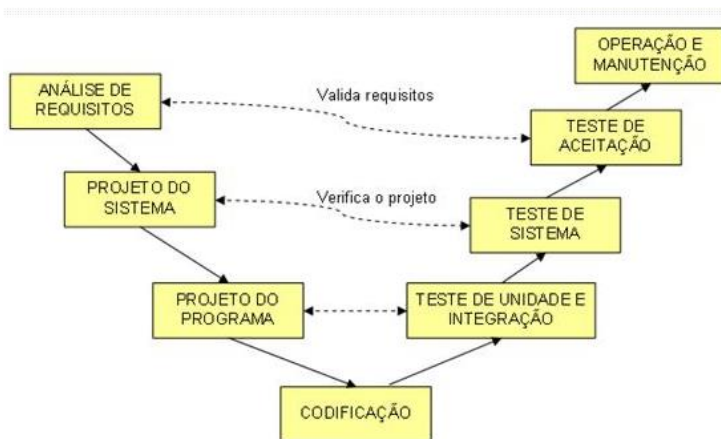 OPERAÇÃO E
MANUTENÇÃO
ANÁLISE DE
REQUISITOS
Valida requisitos
TESTE DE
ACEITAÇÃO
PROJETO DO
SISTEMA
Verifica o projeto
TESTE DE
SISTEMA
PROJETO DO
PROGRAMA
TESTE DE UNIDADE E
INTEGRAÇÃO
CODIFICAÇÃO